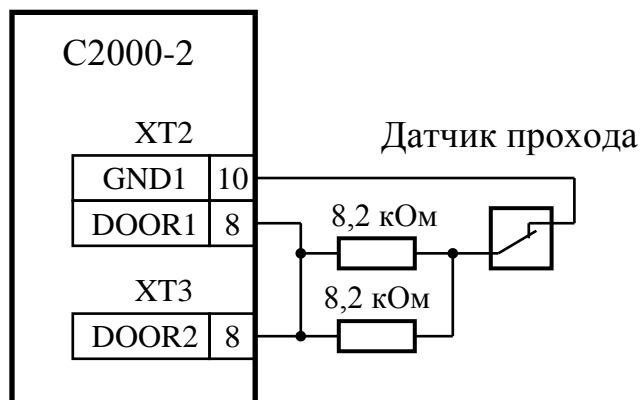 С2000-2
XT2
Датчик прохода
GND1 10
DOOR1 8
8,2 кОм
XT3
8,2 кОм
DOOR2 8